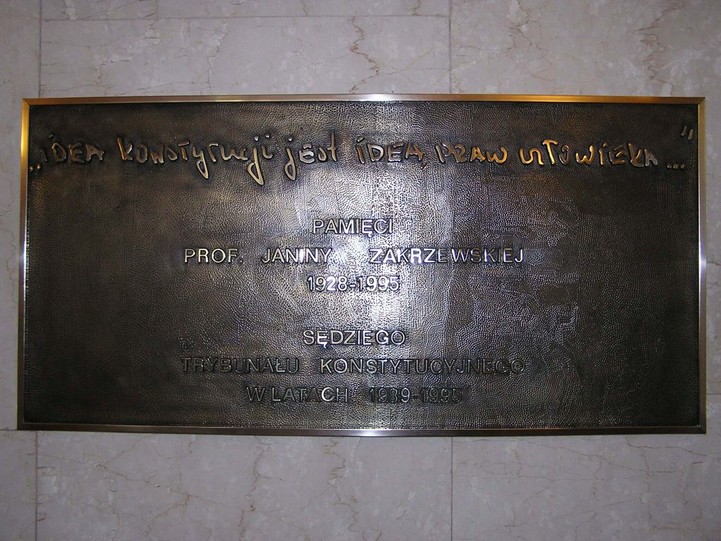 „IDEA KONSTYTUCJI JEST IDEĄ PRAW CZŁOWIEKA..."
PAMIĘCI
PROF. JANINY ZAKRZEWSKIEJ
1928-1995
SĘDZIEGO
TRYBUNAŁU KONSTYTUCYJNEGO
W LATACH 1989-1995